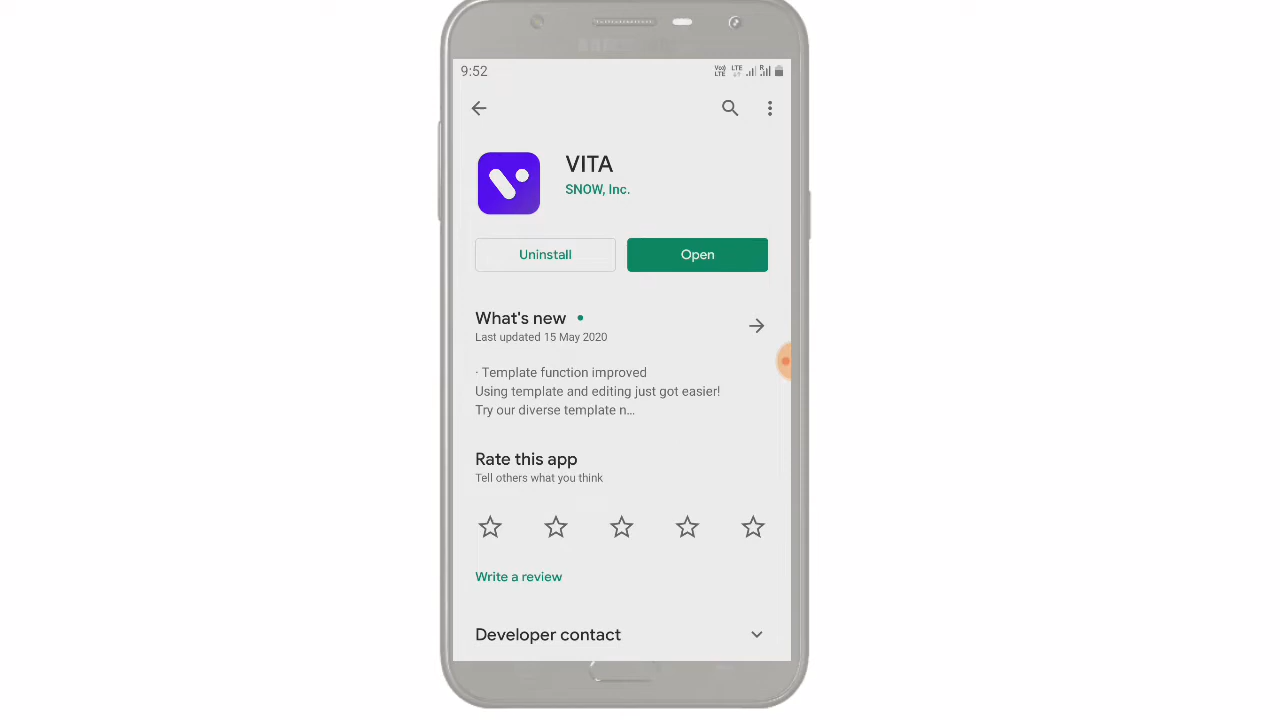 9:52
VITA
SNOW, Inc.
Uninstall
Open
What's new
Last updated 15 May 2020
· Template function improved
Using template and editing just got easier!
Try our diverse template n...
Rate this app
Tell others what you think
Write a review
Developer contact